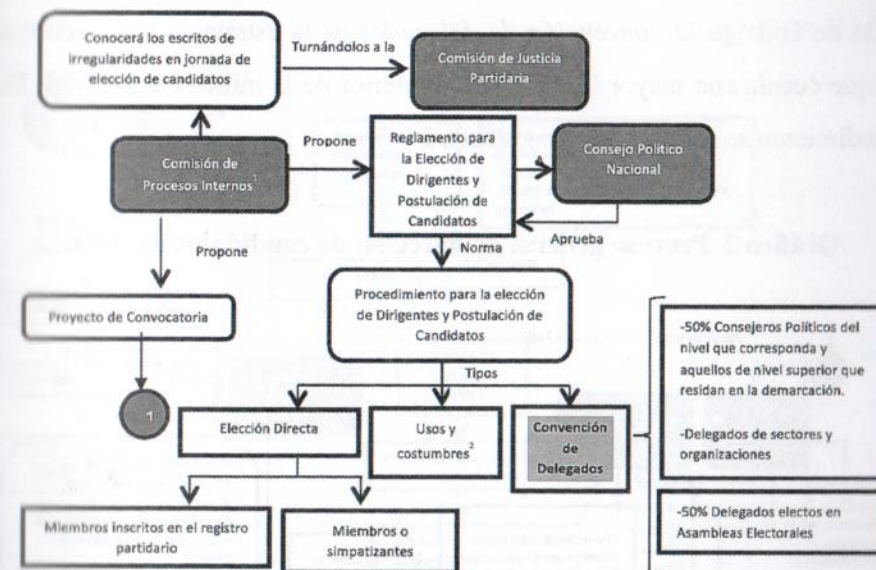 Conocerá los escritos de
irregularidades en jornada de
elección de candidatos
Turnándolos a la
Comisión de Justicia
Partidaria
Comisión de
Procesos Internos 1
Propone
Reglamento para
la Elección de
Dirigentes y
Postulación de
Candidatos
Consejo Político
Nacional
Aprueba
Norma
Propone
Proyecto de Convocatoria
1
Procedimiento para la elección
de Dirigentes y Postulación de
Candidatos
Tipos
Elección Directa
Usos y
costumbres 2
Convención
de
Delegados
-50% Consejeros Políticos del
nivel que corresponda y
aquellos de nivel superior que
residan en la demarcación.
-Delegados de sectores y
organizaciones
-50% Delegados electos en
Asambleas Electorales
Miembros inscritos en el registro
partidario
Miembros o
simpatizantes